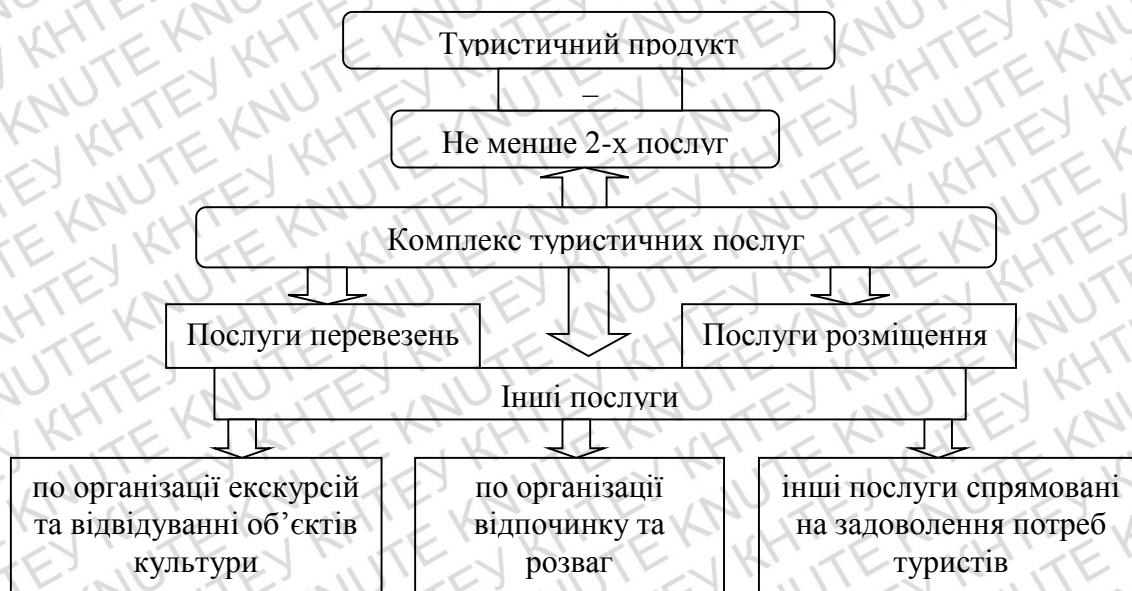 Туристичний продукт
–
Не менше 2-х послуг
Комплекс туристичних послуг
Послуги перевезень
Послуги розміщення
Інші послуги
по організації екскурсій
та відвідуванні об’єктів
культури
по організації
відпочинку та
розваг
інші послуги спрямовані
на задоволення потреб
туристів